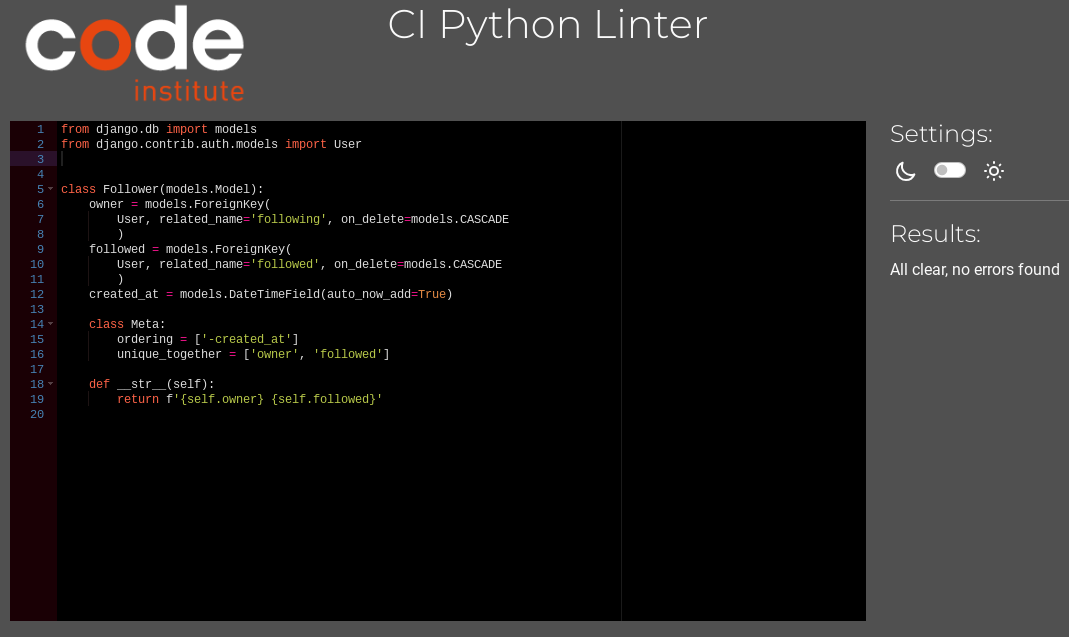 code
institute
CI Python Linter
1 from django.db import models
2 from django.contrib.auth.models import User
3
4
5 class Follower(models.Model):
6     owner = models.ForeignKey(
7         User, related_name='following', on_delete=models.CASCADE
8         )
9     followed = models.ForeignKey(
10         User, related_name='followed', on_delete=models.CASCADE
11         )
12     created_at = models.DateTimeField(auto_now_add=True)
13
14     class Meta:
15         ordering = ['-created_at']
16         unique_together = ['owner', 'followed']
17
18     def __str__(self):
19         return f'{self.owner} {self.followed}'
20
Settings:
Results:
All clear, no errors found